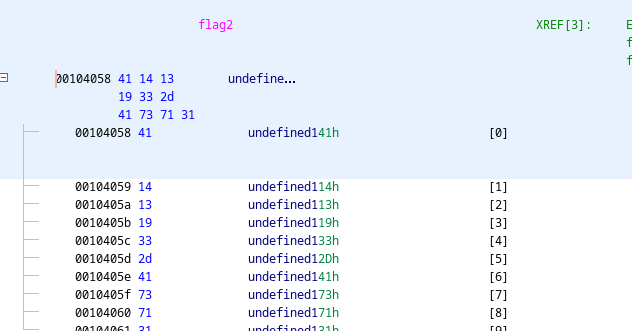 flag2 XREF[3]: E
f
f
00104058 41 14 13 undefine...
19 33 2d
41 73 71 31
00104058 41 undefined141h [0]
00104059 14 undefined114h [1]
0010405a 13 undefined113h [2]
0010405b 19 undefined119h [3]
0010405c 33 undefined133h [4]
0010405d 2d undefined12Dh [5]
0010405e 41 undefined141h [6]
0010405f 73 undefined173h [7]
00104060 71 undefined171h [8]
00104061 31 undefined131h [9]